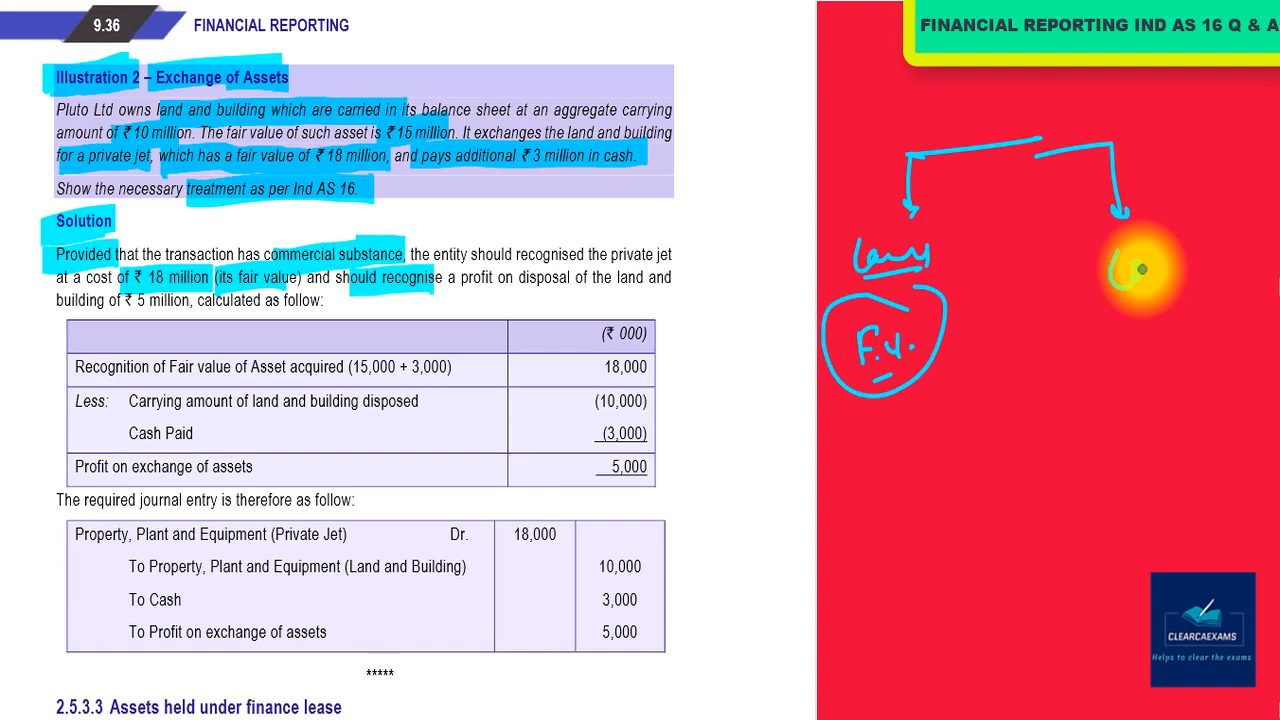 9.36 FINANCIAL REPORTING
Illustration 2 – Exchange of Assets
Pluto Ltd owns land and building which are carried in its balance sheet at an aggregate carrying
amount of ₹ 10 million. The fair value of such asset is ₹ 15 million. It exchanges the land and building
for a private jet, which has a fair value of ₹ 18 million, and pays additional ₹ 3 million in cash.
Show the necessary treatment as per Ind AS 16.
Solution
Provided that the transaction has commercial substance, the entity should recognised the private jet
at a cost of ₹ 18 million (its fair value) and should recognise a profit on disposal of the land and
building of ₹ 5 million, calculated as follow:
(₹ 000)
Recognition of Fair value of Asset acquired (15,000 + 3,000) 18,000
Less: Carrying amount of land and building disposed (10,000)
Cash Paid (3,000)
Profit on exchange of assets 5,000
The required journal entry is therefore as follow:
Property, Plant and Equipment (Private Jet) Dr. 18,000
To Property, Plant and Equipment (Land and Building) 10,000
To Cash 3,000
To Profit on exchange of assets 5,000
*****
2.5.3.3 Assets held under finance lease
FINANCIAL REPORTING IND AS 16 Q & A
F.V.
CLEARCAEXAMS
Helps to clear the exams